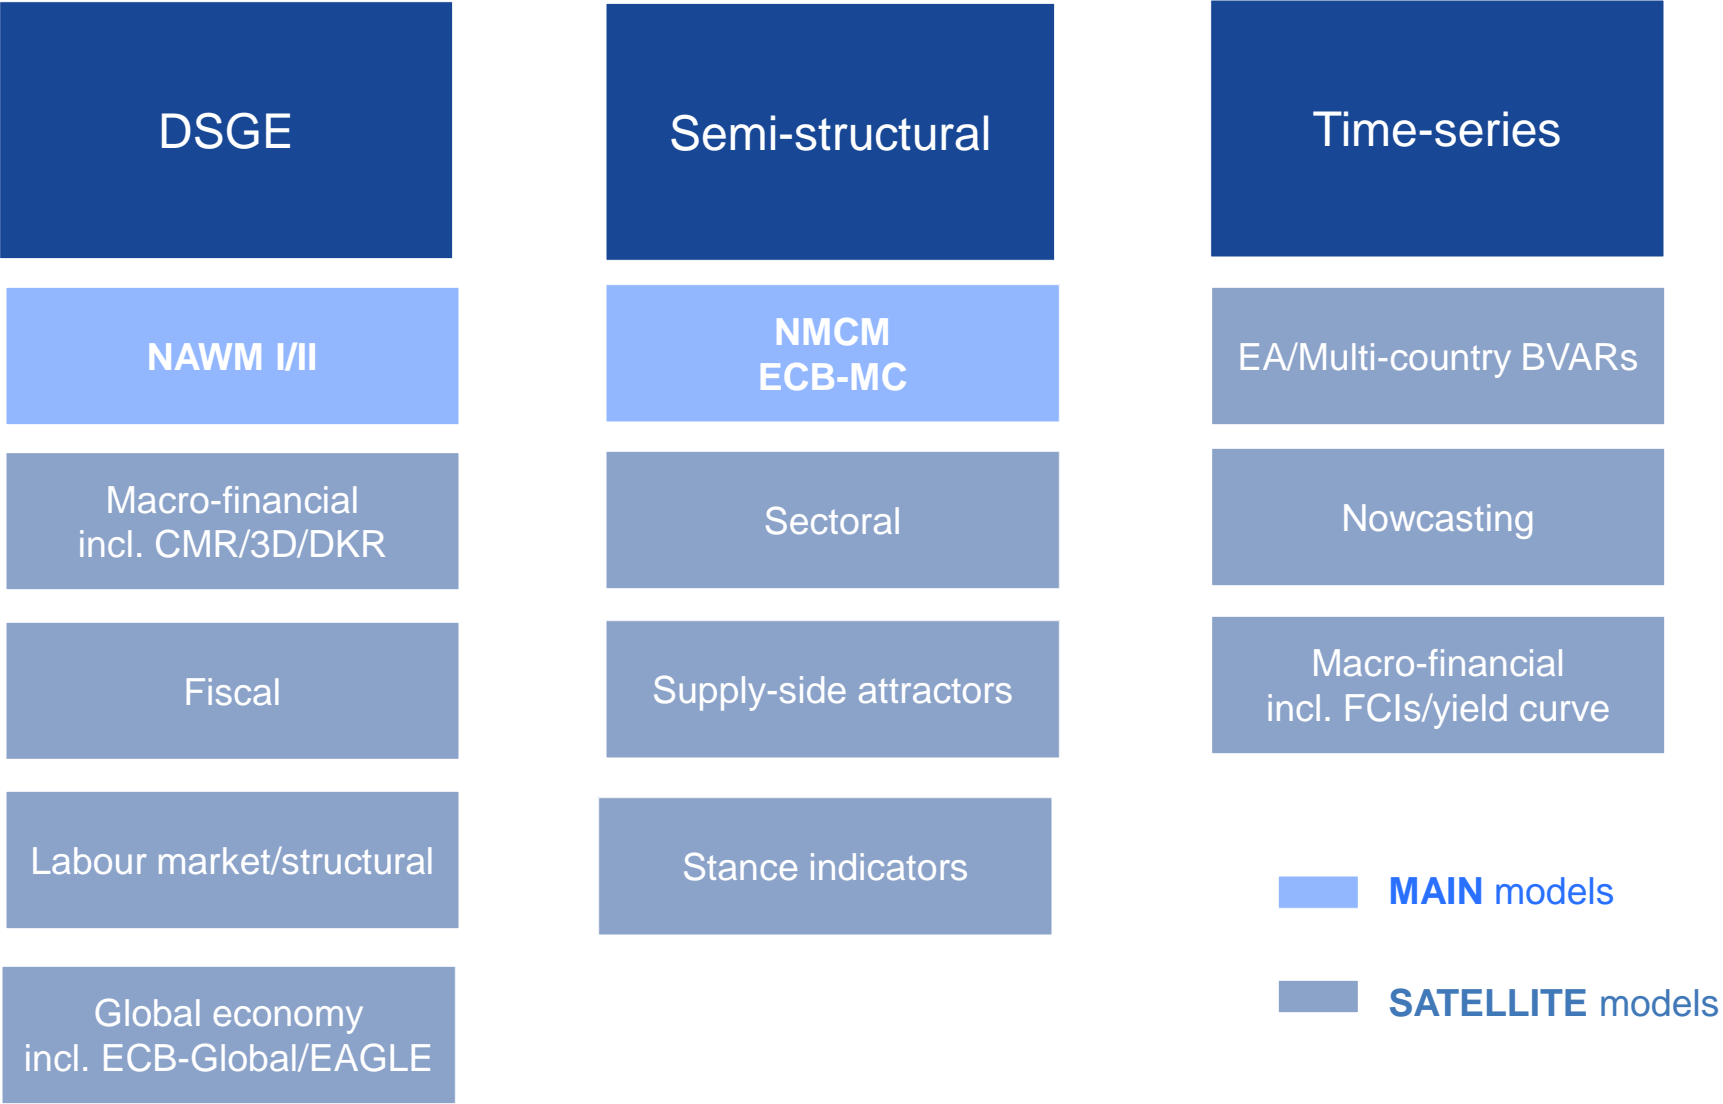 DSGE
Semi-structural
Time-series
NAWM I/II
NMCM
ECB-MC
EA/Multi-country BVARs
Macro-financial
incl. CMR/3D/DKR
Sectoral
Nowcasting
Fiscal
Supply-side attractors
Macro-financial
incl. FCIs/yield curve
Labour market/structural
Stance indicators
MAIN models
Global economy
incl. ECB-Global/EAGLE
SATELLITE models